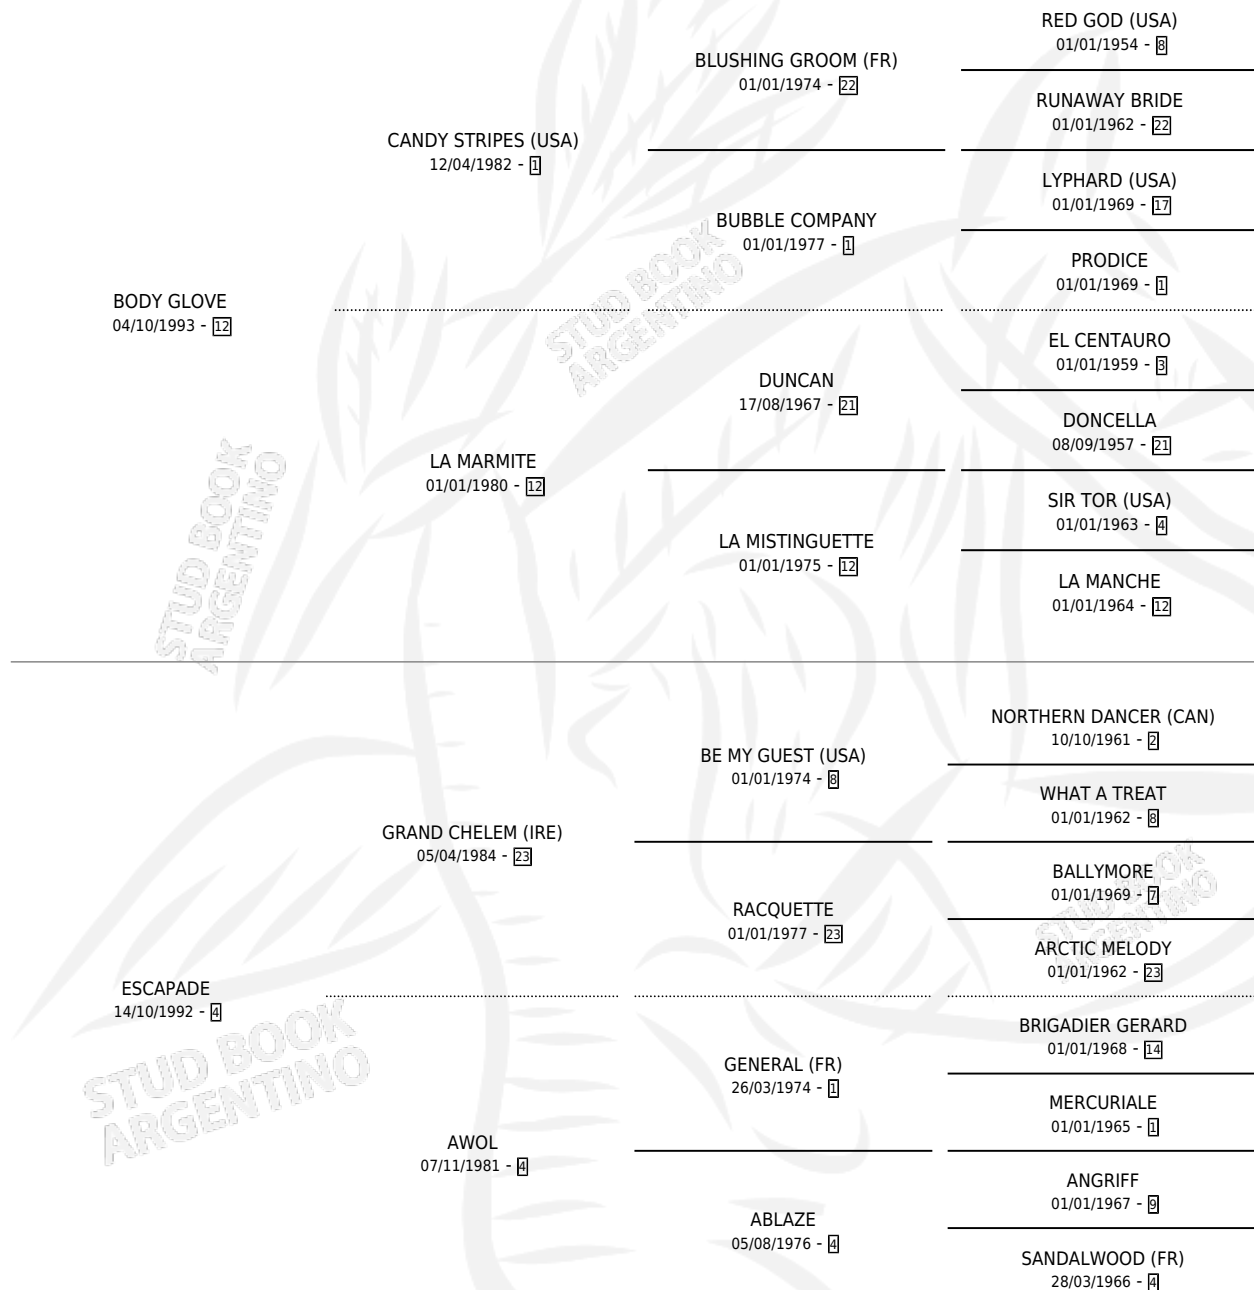 RED GOD (USA)
01/01/1954 - 8
BLUSHING GROOM (FR)
01/01/1974 - 22
RUNAWAY BRIDE
01/01/1962 - 22
CANDY STRIPES (USA)
12/04/1982 - 1
LYPHARD (USA)
01/01/1969 - 17
BUBBLE COMPANY
01/01/1977 - 1
PRODICE
01/01/1969 - 1
BODY GLOVE
04/10/1993 - 12
STUD BOOK
ARGENTINO
EL CENTAURO
01/01/1959 - 3
DUNCAN
17/08/1967 - 21
DONCELLA
08/09/1957 - 21
LA MARMITE
01/01/1980 - 12
SIR TOR (USA)
01/01/1963 - 4
LA MISTINGUETTE
01/01/1975 - 12
LA MANCHE
01/01/1964 - 12
STUD BOOK
ARGENTINO
NORTHERN DANCER (CAN)
10/10/1961 - 2
BE MY GUEST (USA)
01/01/1974 - 8
WHAT A TREAT
01/01/1962 - 8
GRAND CHELEM (IRE)
05/04/1984 - 23
BALLYMORE
01/01/1969 - 7
RACQUETTE
01/01/1977 - 23
STUD BOOK
ARGENTINO
ARCTIC MELODY
01/01/1962 - 23
ESCAPADE
14/10/1992 - 4
STUD BOOK
ARGENTINO
BRIGADIER GERARD
01/01/1968 - 14
GENERAL (FR)
26/03/1974 - 1
MERCURIALE
01/01/1965 - 1
AWOL
07/11/1981 - 4
ANGRIFF
01/01/1967 - 9
ABLAZE
05/08/1976 - 4
SANDALWOOD (FR)
28/03/1966 - 4